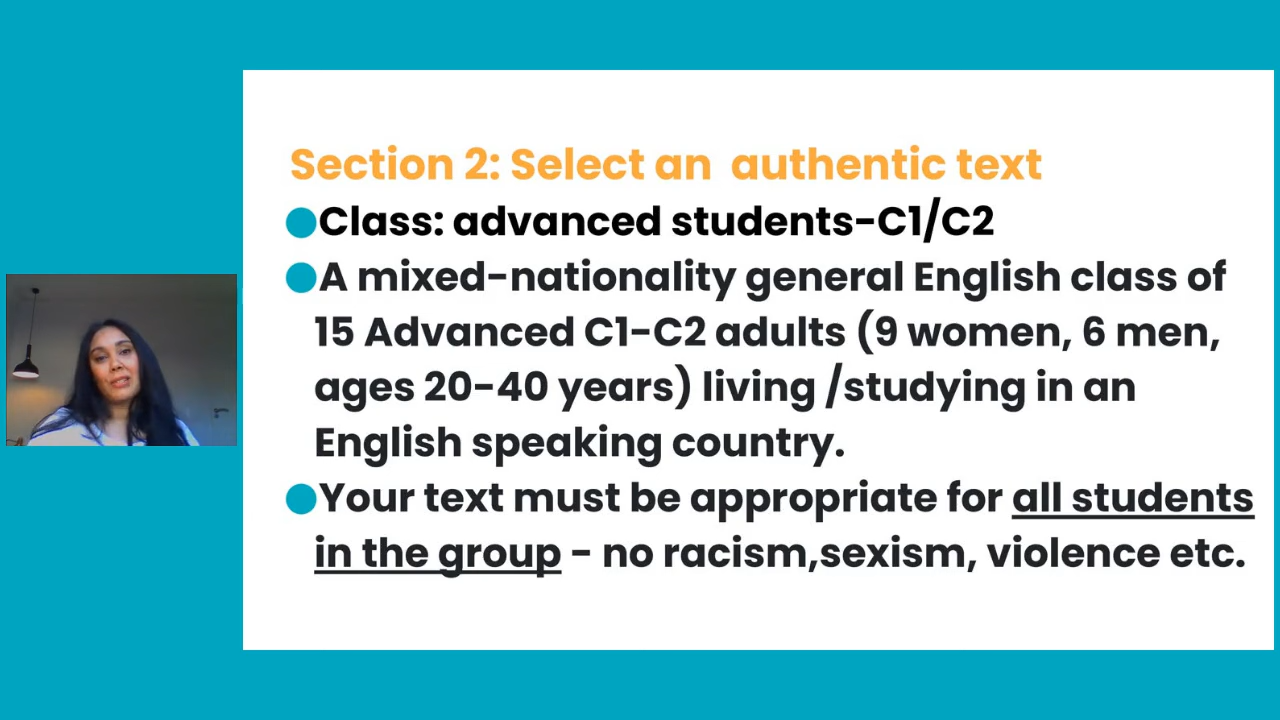 Section 2: Select an  authentic text
●Class: advanced students-C1/C2
●A mixed-nationality general English class of
15 Advanced C1-C2 adults (9 women, 6 men,
ages 20-40 years) living /studying in an
English speaking country.
●Your text must be appropriate for all students
in the group - no racism,sexism, violence etc.